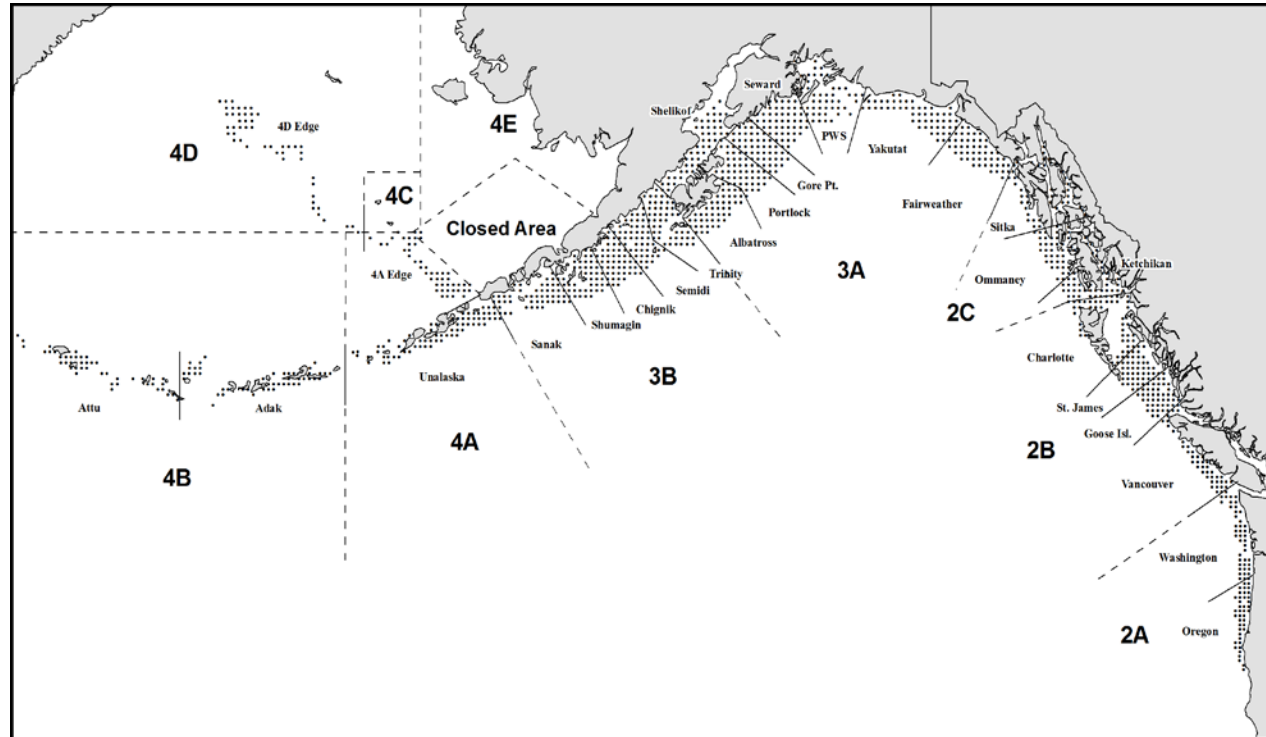 Seward
Shelikof
4E
4D Edge
4D
PWS
Yakutat
Gore Pt.
4C
Fairweather
Portlock
Closed Area
Sitka
Albatross
3A
Ketchikan
4A Edge
Trinity
Ommaney
Semidi
2C
Chignik
Shumagin
Sanak
Charlotte
3B
Unalaska
St. James
Attu
Adak
Goose Isl.
4A
2B
4B
Vancouver
Washington
2A
Oregon